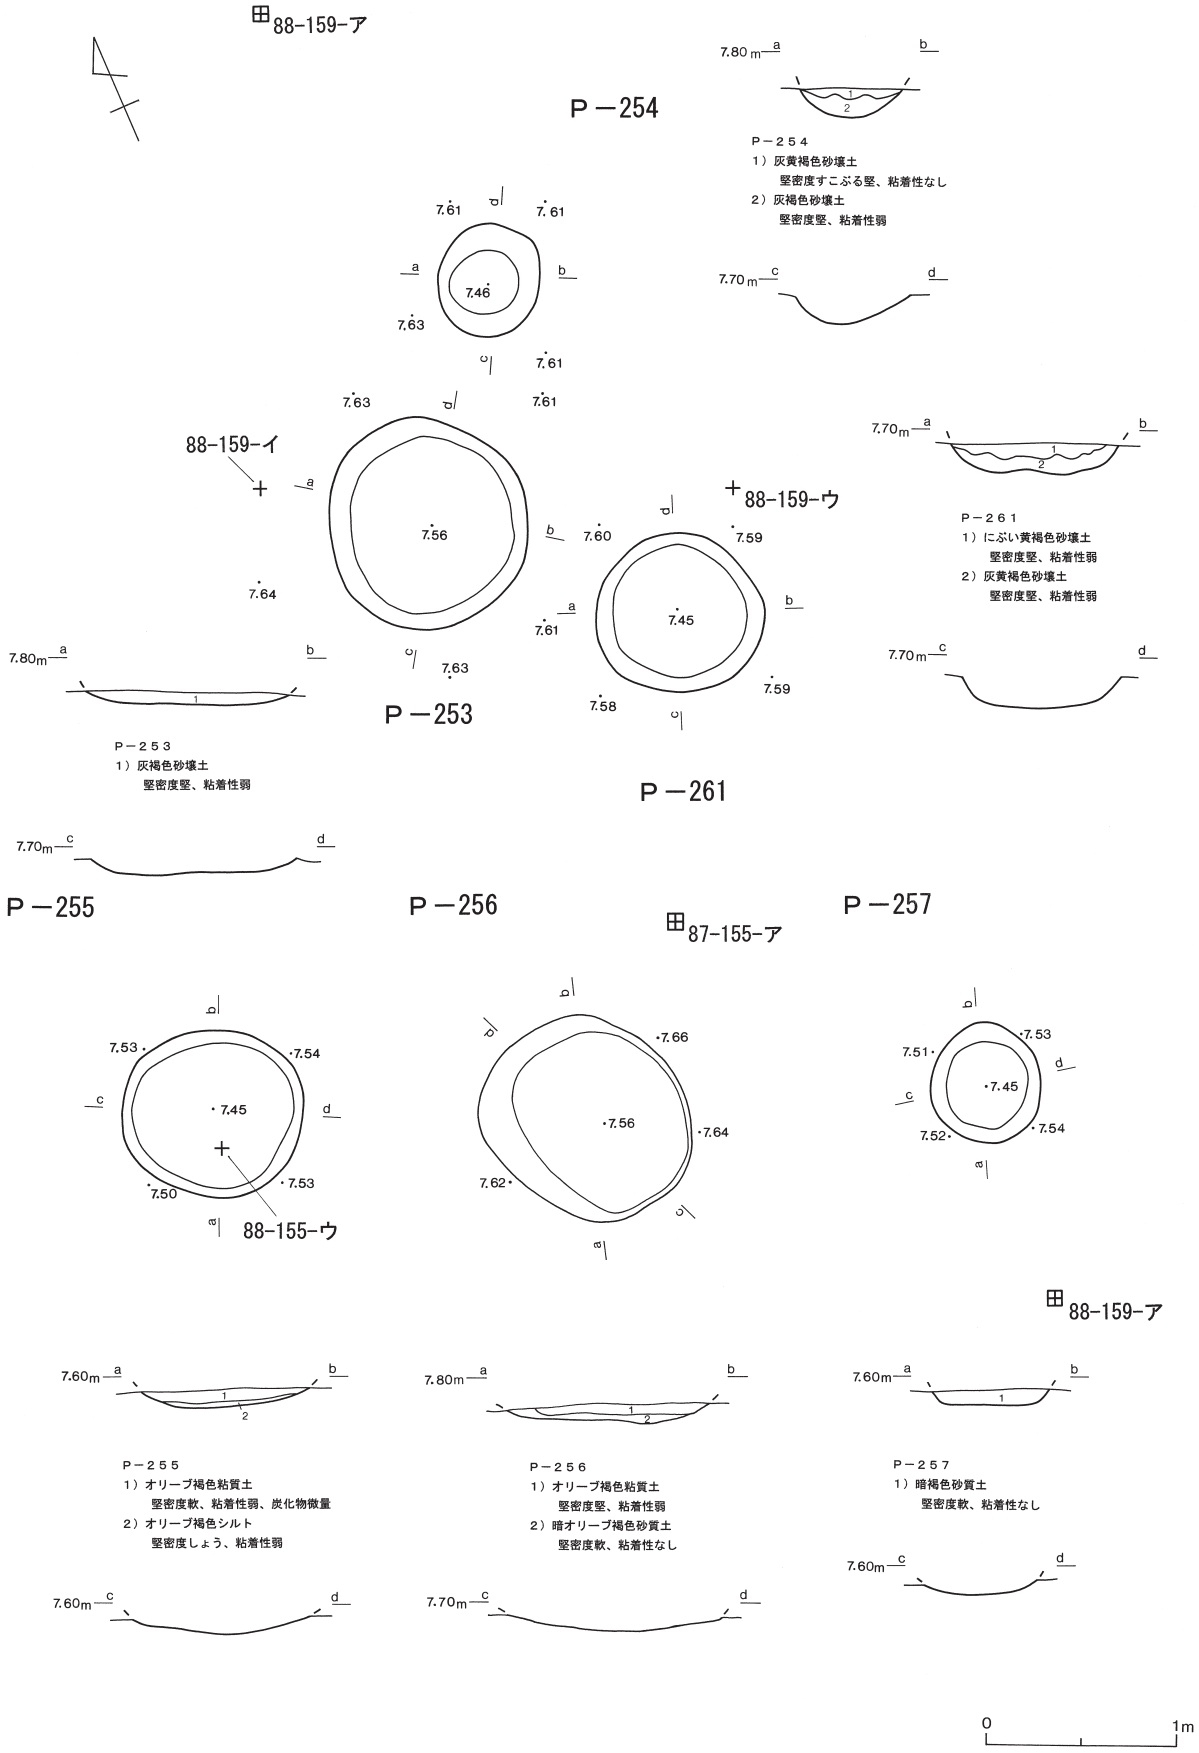 田 88-159-ア
P-254
7.80m a b
1
2
P-254
1)灰黄褐色砂壌土
堅密度すこぶる堅、粘着性なし
2)灰褐色砂壌土
堅密度堅、粘着性弱
7.70m c d
d
7.61 7.61
a b
7.46
7.63
c 7.61
7.63 d 7.61
88-159-イ
a
7.56
b
7.64
c 7.63
P-253
7.80m a b
1
P-253
1)灰褐色砂壌土
堅密度堅、粘着性弱
7.70m c d
88-159-ウ
d
7.60 7.59
a b
7.61 7.45
7.58 7.59
c
P-261
7.70m a b
1
2
P-261
1)にぶい黄褐色砂壌土
堅密度堅、粘着性弱
2)灰黄褐色砂壌土
堅密度堅、粘着性弱
7.70m c d
P-255
b
7.53 7.54
c 7.45 d
7.50 7.53
a
88-155-ウ
7.60m a b
1
2
P-255
1)オリーブ褐色粘質土
堅密度軟、粘着性弱、炭化物微量
2)オリーブ褐色シルト
堅密度しょう、粘着性弱
7.60m c d
P-256
田 87-155-ア
b
d
7.66
7.56 7.64
7.62
c
a
7.80m a b
1
2
P-256
1)オリーブ褐色粘質土
堅密度堅、粘着性弱
2)暗オリーブ褐色砂質土
堅密度軟、粘着性なし
7.70m c d
P-257
b
7.53
7.51 d
7.45
c
7.52 7.54
a
田 88-159-ア
7.60m a b
1
P-257
1)暗褐色砂質土
堅密度軟、粘着性なし
7.60m c d
0 1m